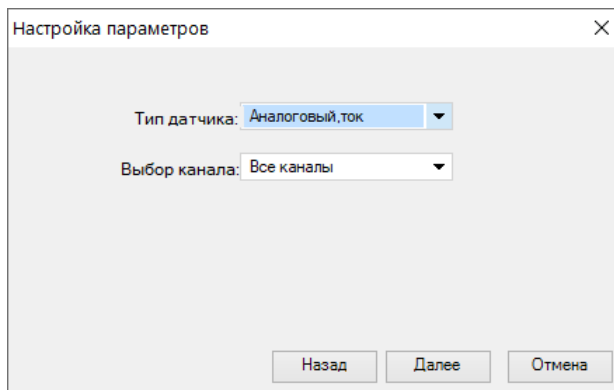 Настройка параметров
Тип датчика: Аналоговый,ток
Выбор канала: Все каналы
Назад Далее Отмена